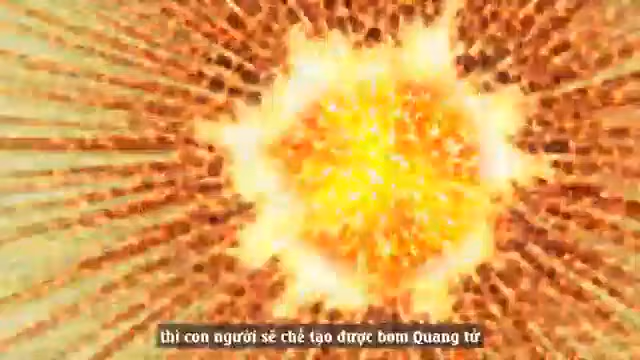 thì con người sẽ chế tạo được bom Quang tử